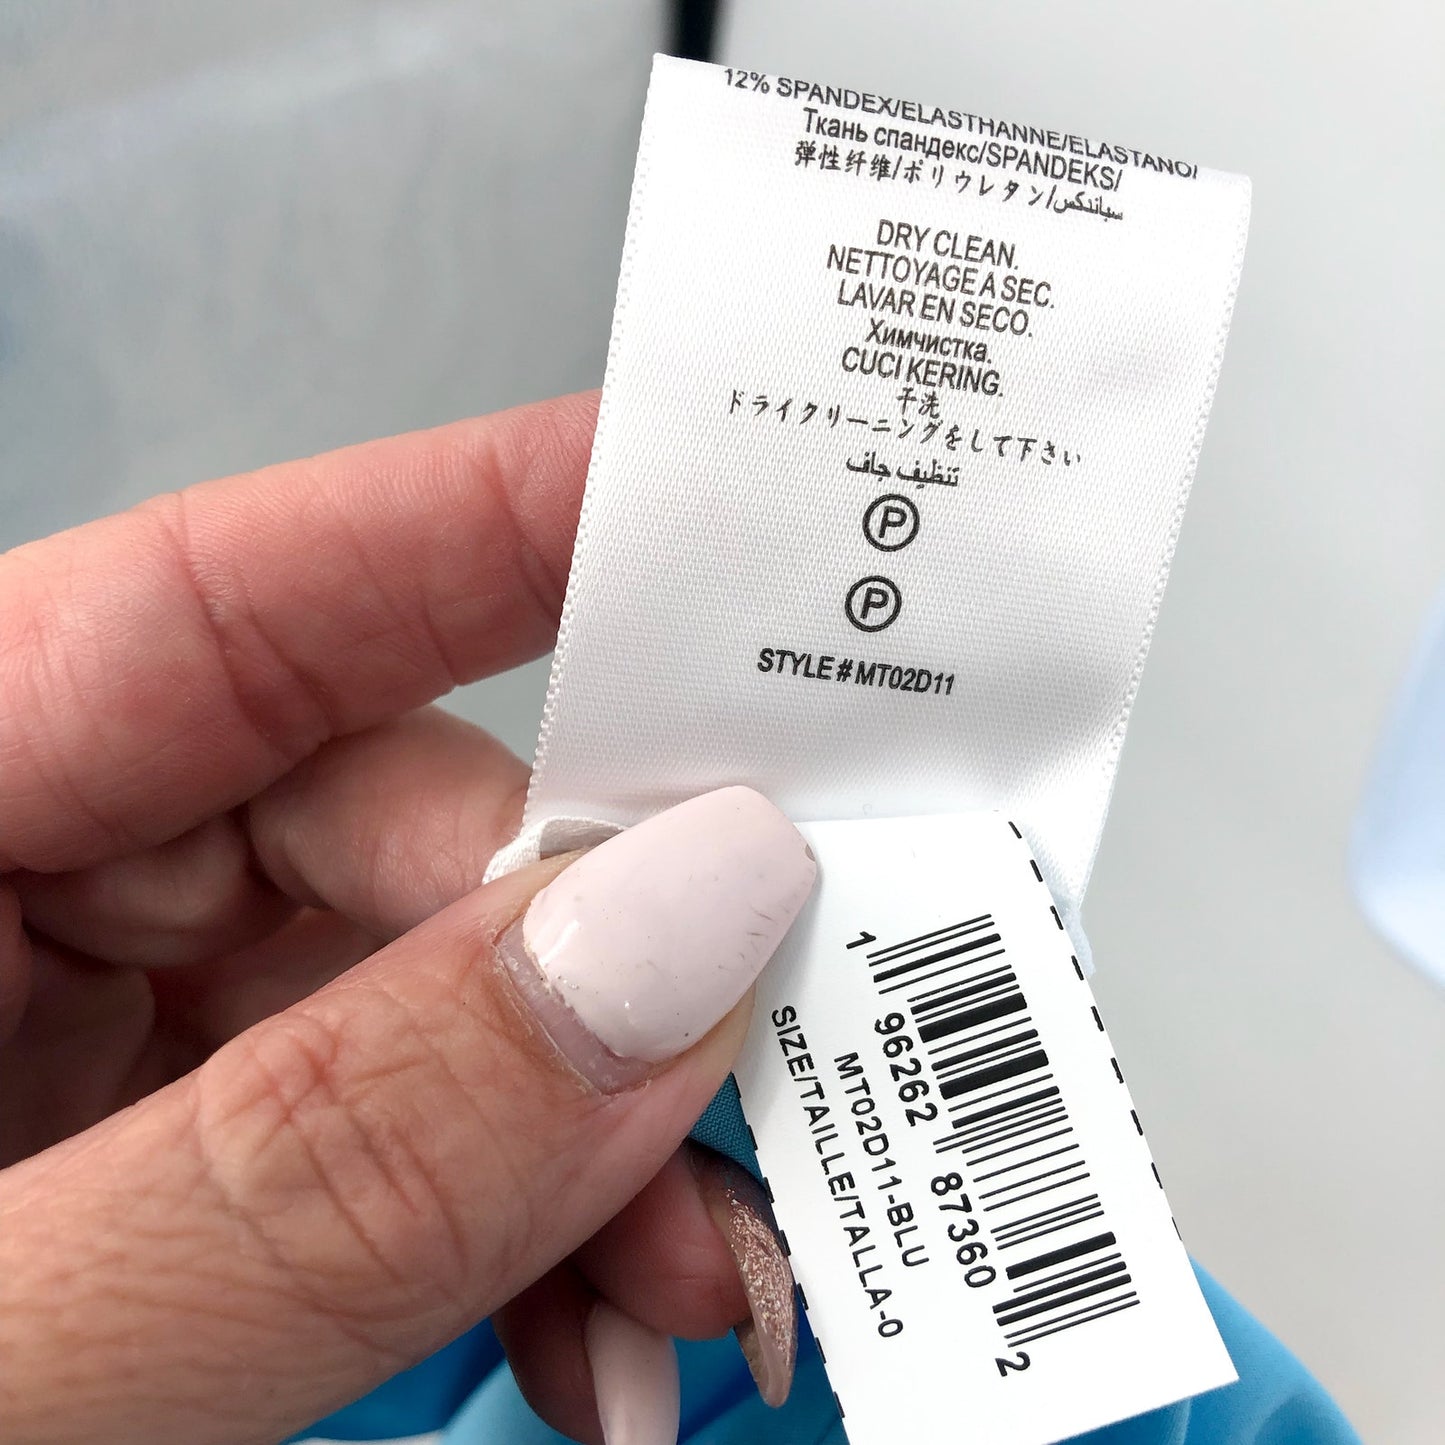 12% SPANDEX/ELASTHANNE/ELASTANO/
Ткань спандекс/SPANDEKS/
弹性纤维/ポリウレタン/سباندكس
DRY CLEAN.
NETTOYAGE A SEC.
LAVAR EN SECO.
Химчистка.
CUCI KERING.
干洗
ドライクリーニングをして下さい
تنظيف جاف
P
P
STYLE# MT02D11
1 96262 87360 2
MT02D11-BLU
SIZE/TAILLE/TALLA-0